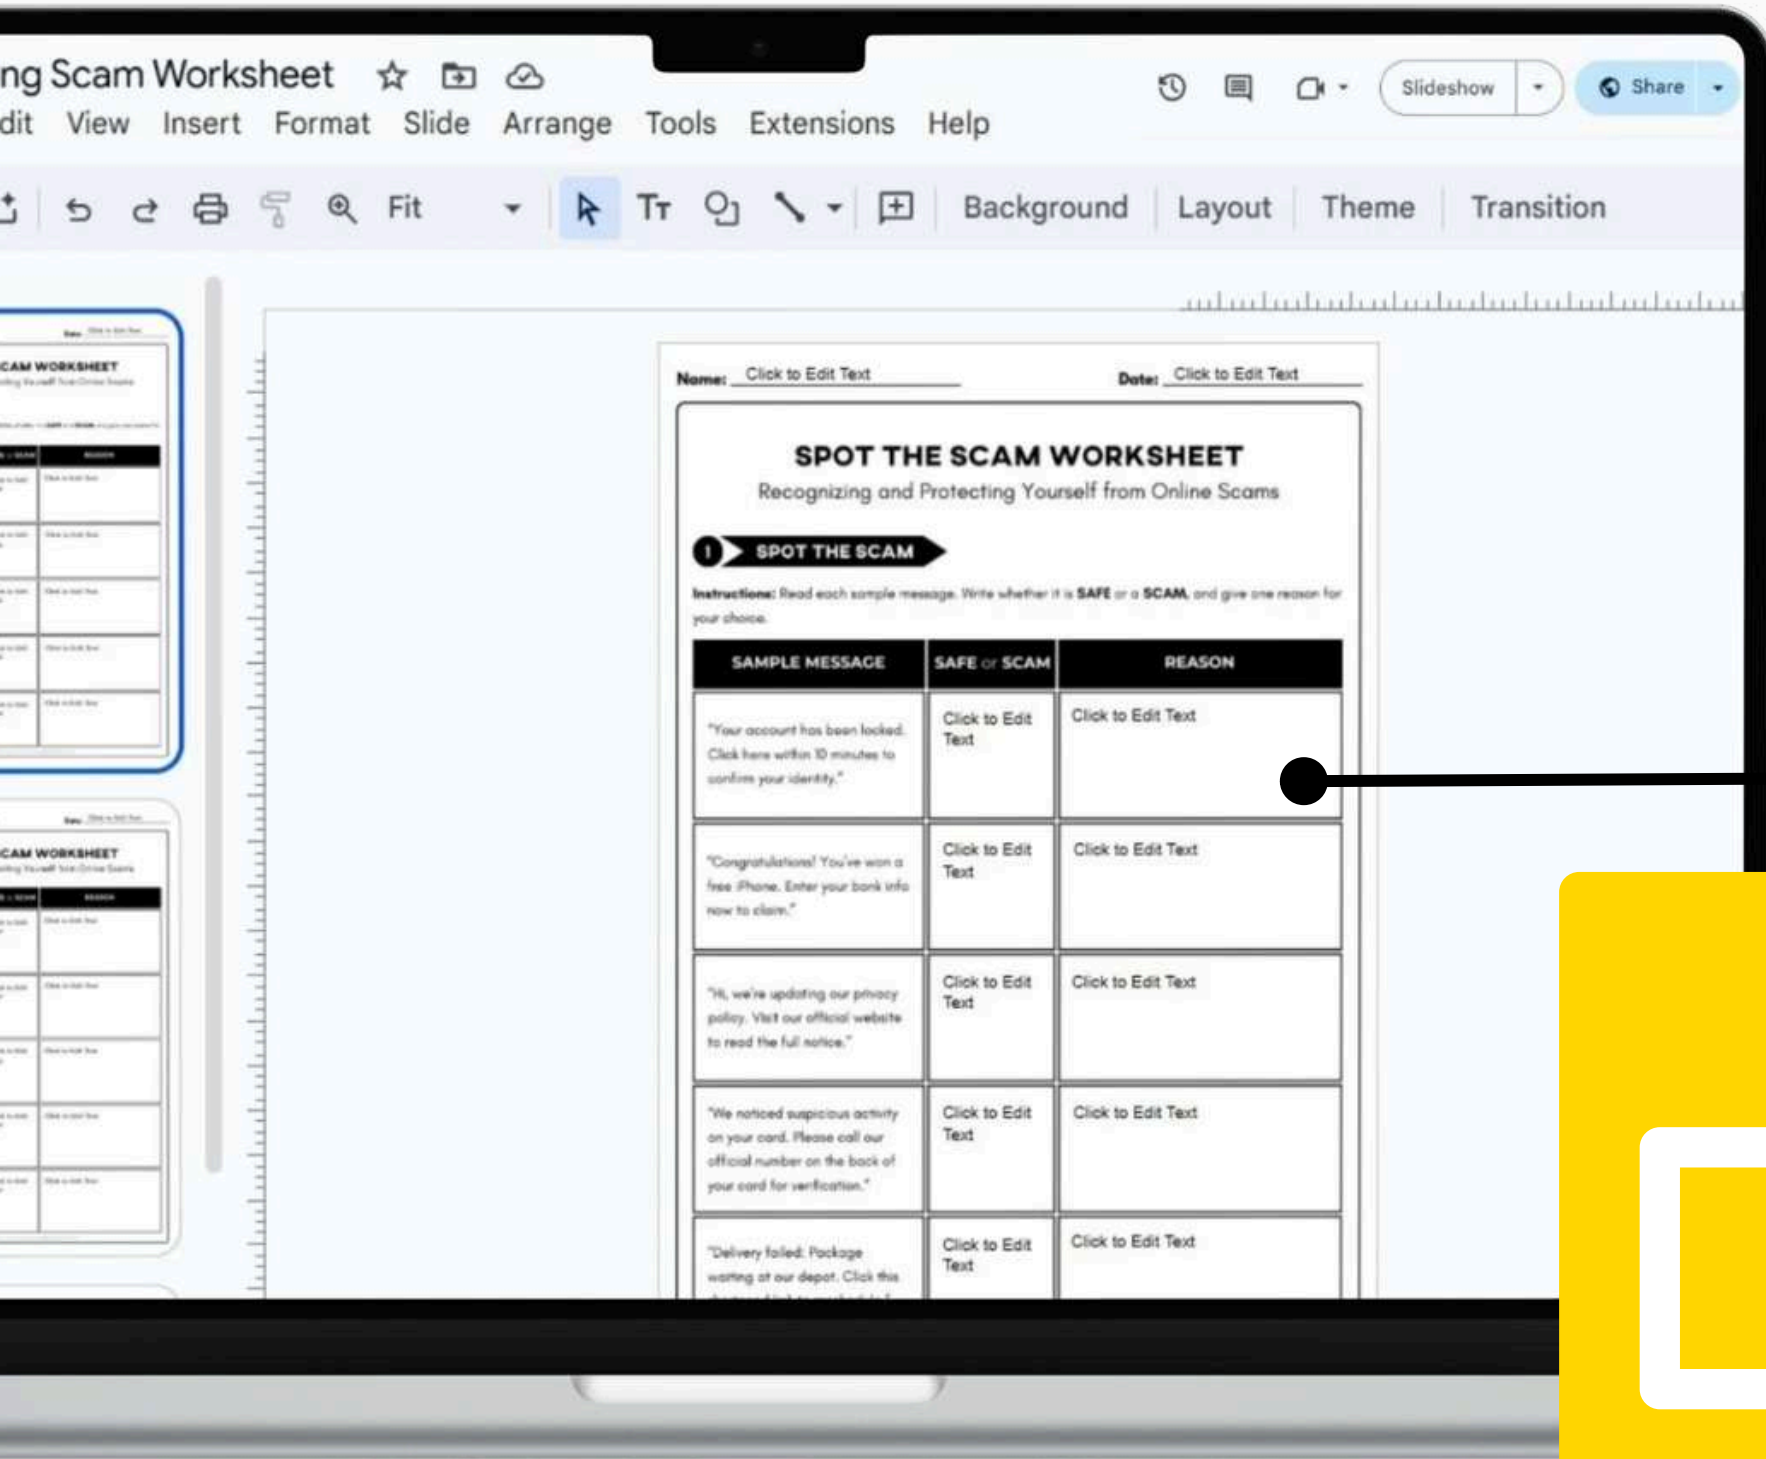 ng Scam Worksheet
dit View Insert Format Slide Arrange Tools Extensions Help
Slideshow
Share
Fit
Background
Layout
Theme
Transition
CAM WORKSHEET
REASON
CAM WORKSHEET
REASON
Name: Click to Edit Text
Date: Click to Edit Text
SPOT THE SCAM WORKSHEET
Recognizing and Protecting Yourself from Online Scams
1 SPOT THE SCAM
Instructions: Read each sample message. Write whether it is SAFE or a SCAM, and give one reason for
your choice.
SAMPLE MESSAGE
SAFE or SCAM
REASON
"Your account has been locked.
Click here within 10 minutes to
confirm your identity."
Click to Edit
Text
Click to Edit Text
"Congratulations! You've won a
free iPhone. Enter your bank info
now to claim."
Click to Edit
Text
Click to Edit Text
"Hi, we're updating our privacy
policy. Visit our official website
to read the full notice."
Click to Edit
Text
Click to Edit Text
"We noticed suspicious activity
on your card. Please call our
official number on the back of
your card for verification."
Click to Edit
Text
Click to Edit Text
"Delivery failed: Package
waiting at our depot. Click this
Click to Edit
Text
Click to Edit Text